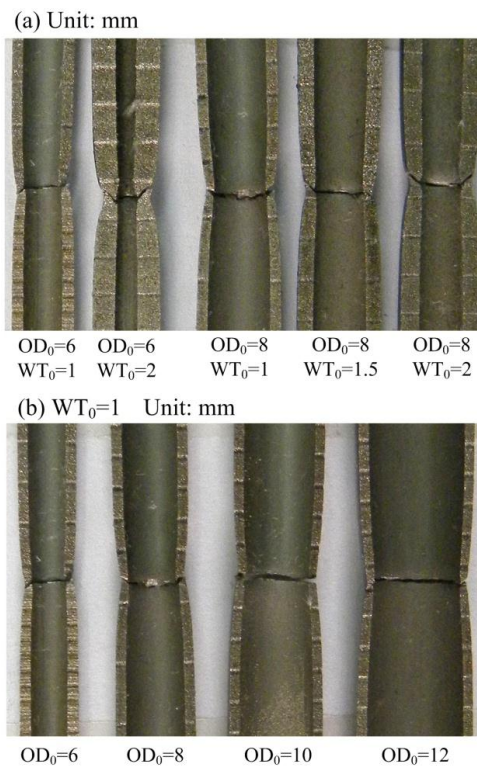 (a) Unit: mm
OD₀=6 OD₀=6 OD₀=8 OD₀=8 OD₀=8
WT₀=1 WT₀=2 WT₀=1 WT₀=1.5 WT₀=2
(b) WT₀=1 Unit: mm
OD₀=6 OD₀=8 OD₀=10 OD₀=12